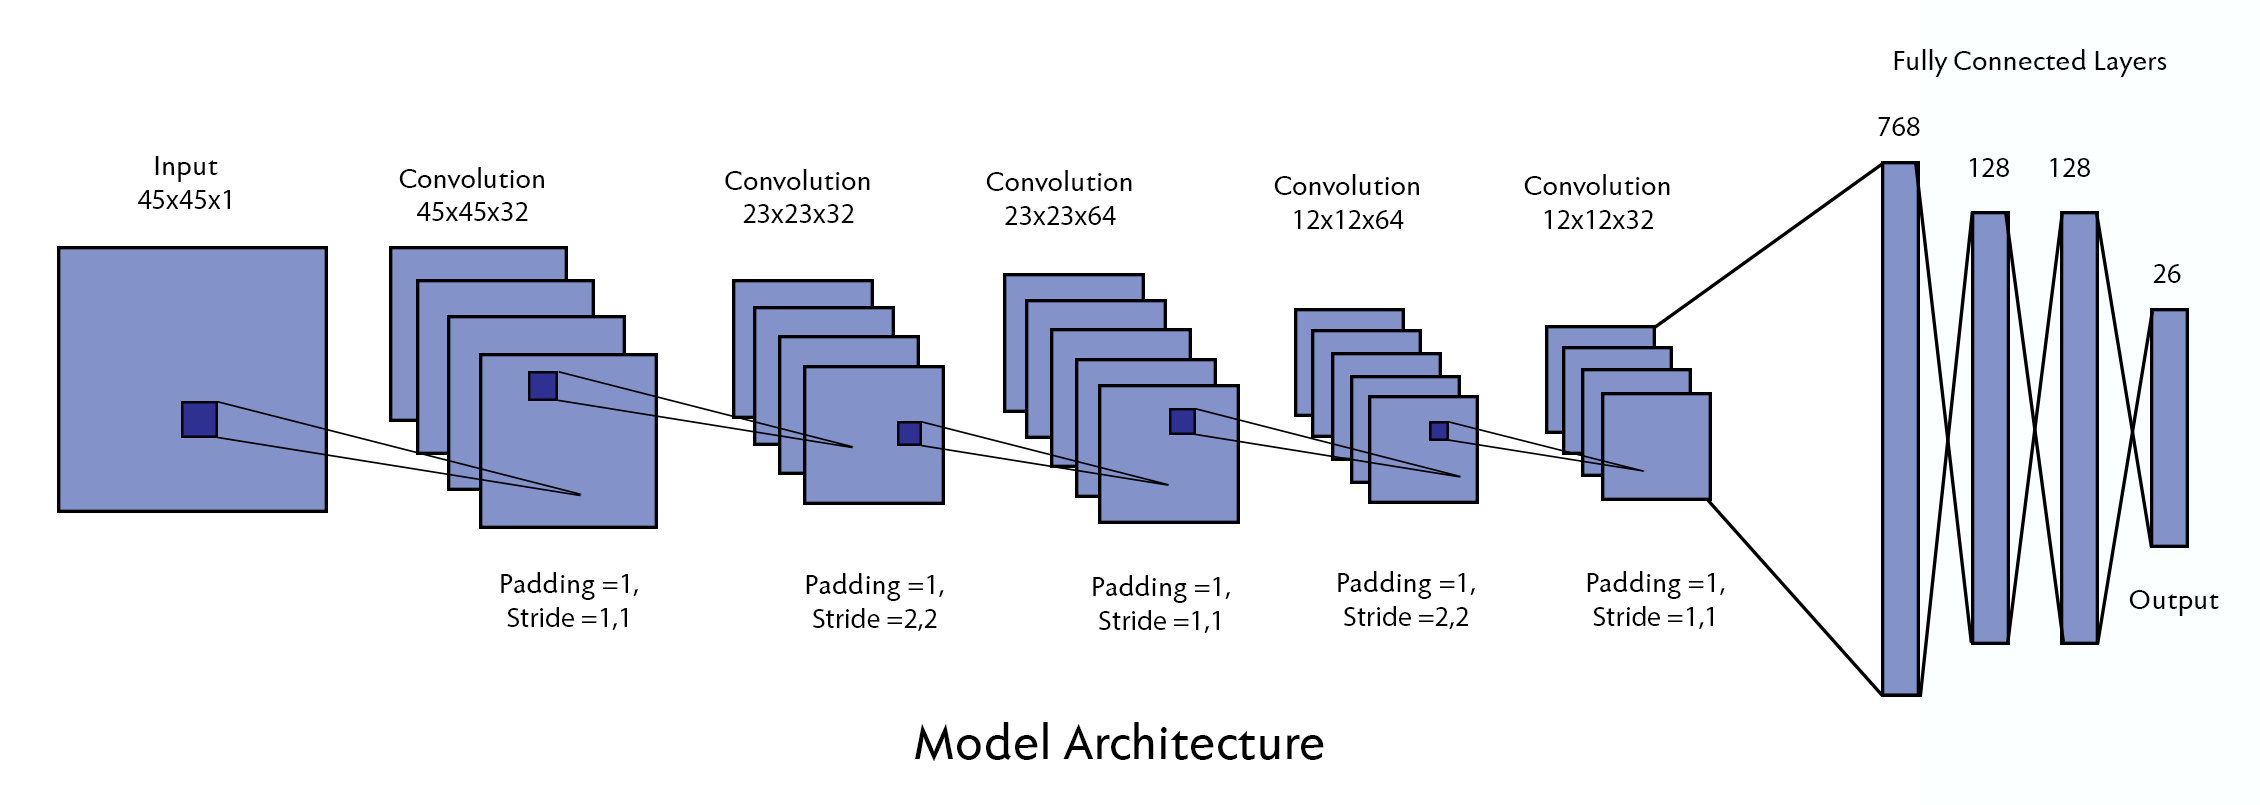 Fully Connected Layers
Input
45x45x1
Convolution
45x45x32
Convolution
23x23x32
Convolution
23x23x64
Convolution
12x12x64
Convolution
12x12x32
768
128
128
26
Padding =1,
Stride =1,1
Padding =1,
Stride =2,2
Padding =1,
Stride =1,1
Padding =1,
Stride =2,2
Padding =1,
Stride =1,1
Output
Model Architecture